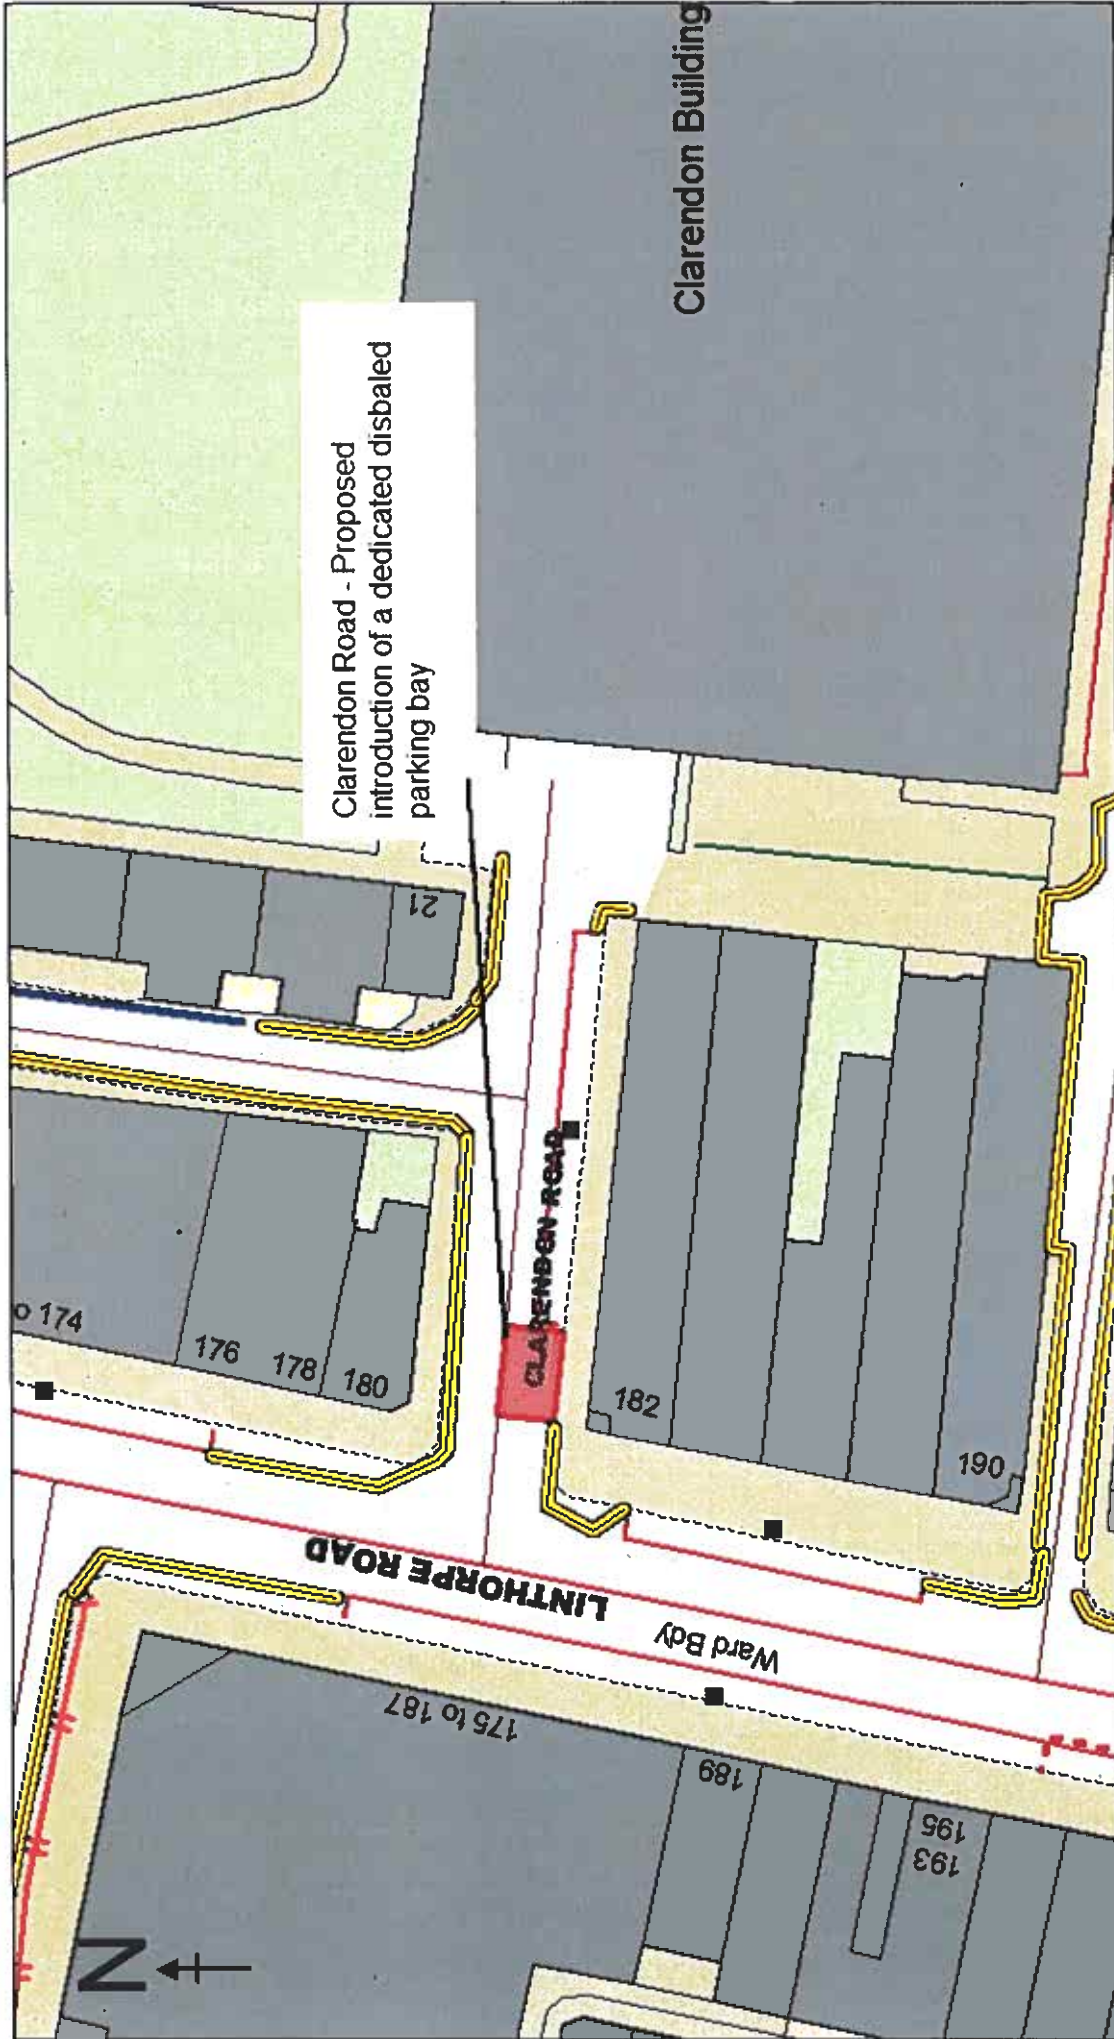 Clarendon Building
Clarendon Road - Proposed
introduction of a dedicated disbaled
parking bay
21
CLARENDON ROAD
o 174
176
178
180
182
190
LINTHORPE ROAD
Ward Bdy
175 to 187
189
195
193
N